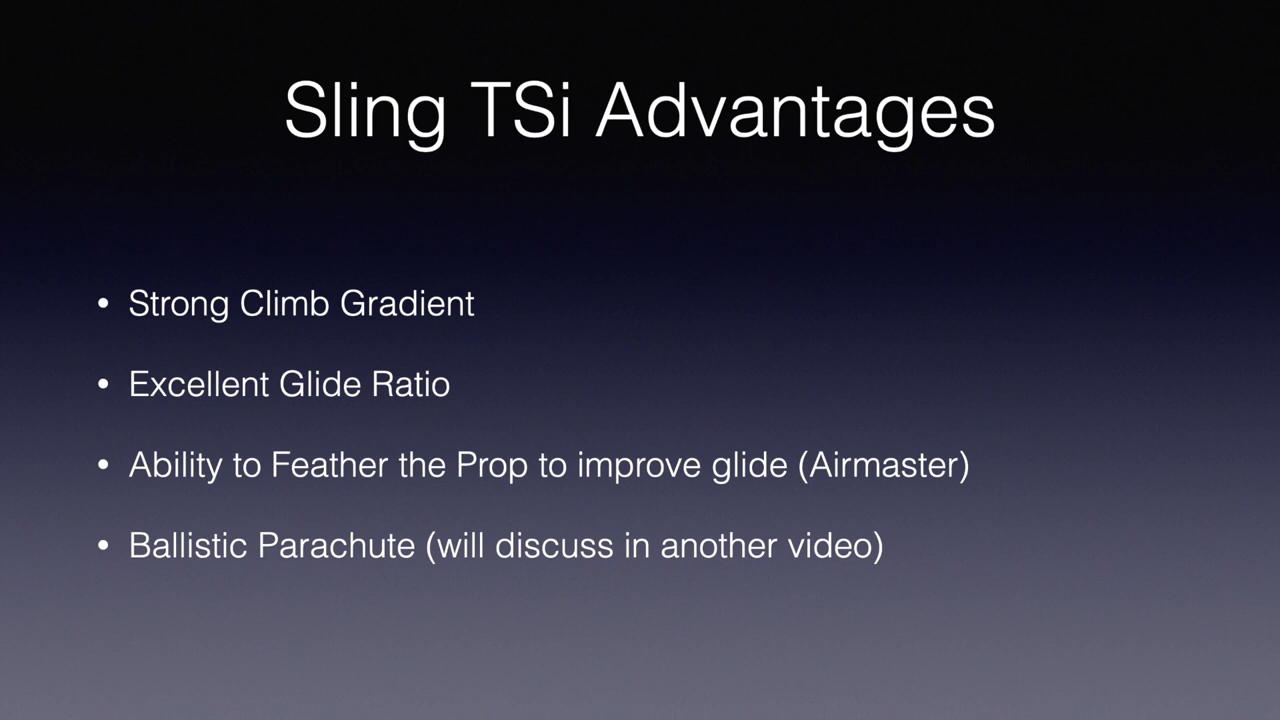 Sling TSi Advantages
• Strong Climb Gradient
• Excellent Glide Ratio
• Ability to Feather the Prop to improve glide (Airmaster)
• Ballistic Parachute (will discuss in another video)